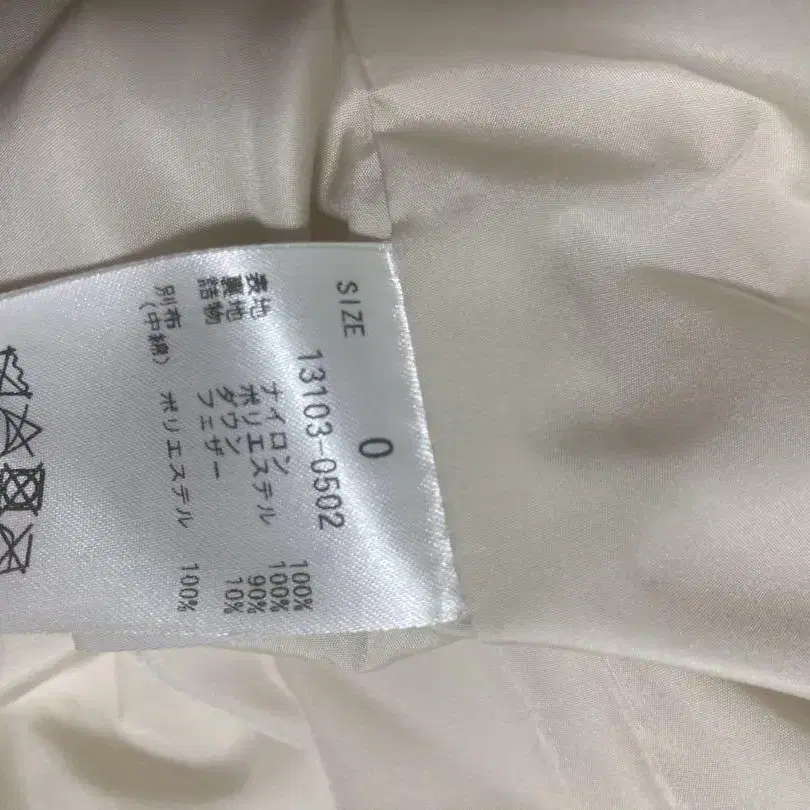 SIZE 0
13103-0502
表地 ナイロン 100%
裏地 ポリエステル 100%
詰物 ダウン 90%
フェザー 10%
別布 ポリエステル 100%
(中綿)